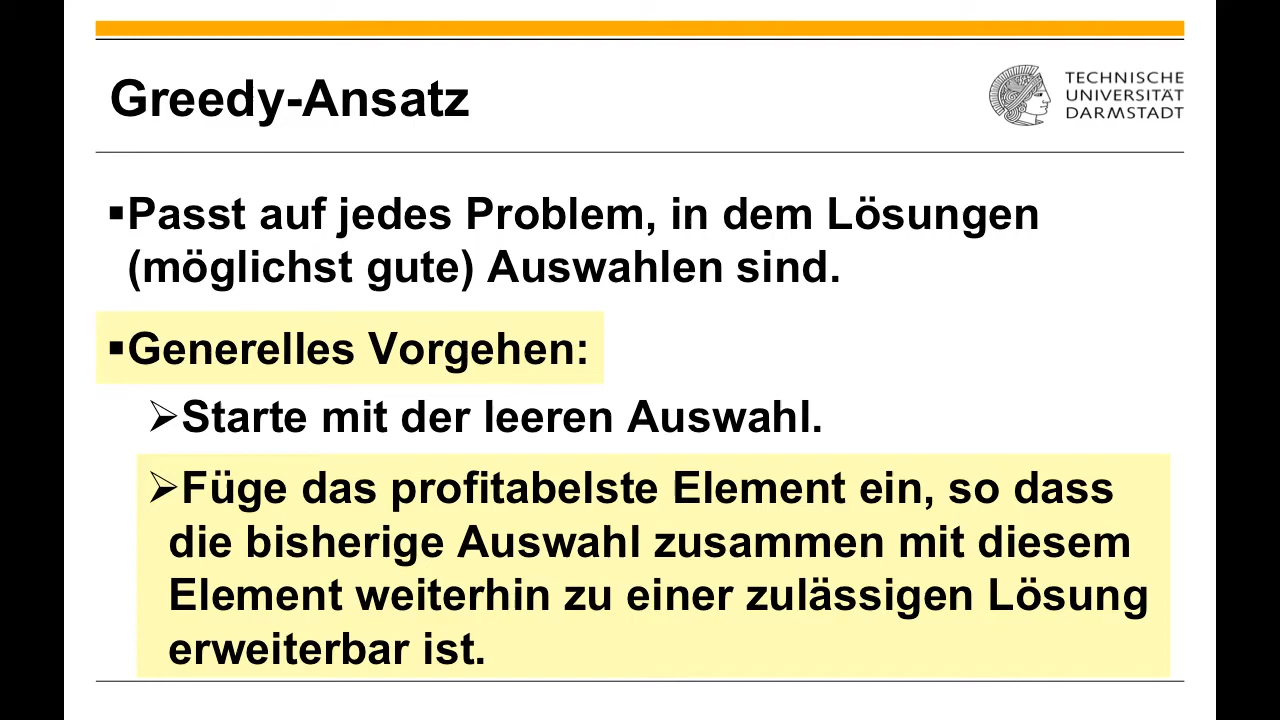 Greedy-Ansatz
TECHNISCHE
UNIVERSITÄT
DARMSTADT
▪Passt auf jedes Problem, in dem Lösungen
(möglichst gute) Auswahlen sind.
▪Generelles Vorgehen:
➢Starte mit der leeren Auswahl.
➢Füge das profitabelste Element ein, so dass
die bisherige Auswahl zusammen mit diesem
Element weiterhin zu einer zulässigen Lösung
erweiterbar ist.